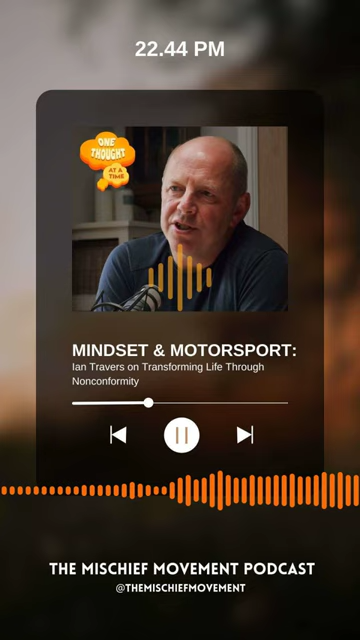 22.44 PM
ONE
THOUGHT
AT A
TIME
MINDSET & MOTORSPORT:
Ian Travers on Transforming Life Through
Nonconformity
THE MISCHIEF MOVEMENT PODCAST
@THEMISCHIEFMOVEMENT